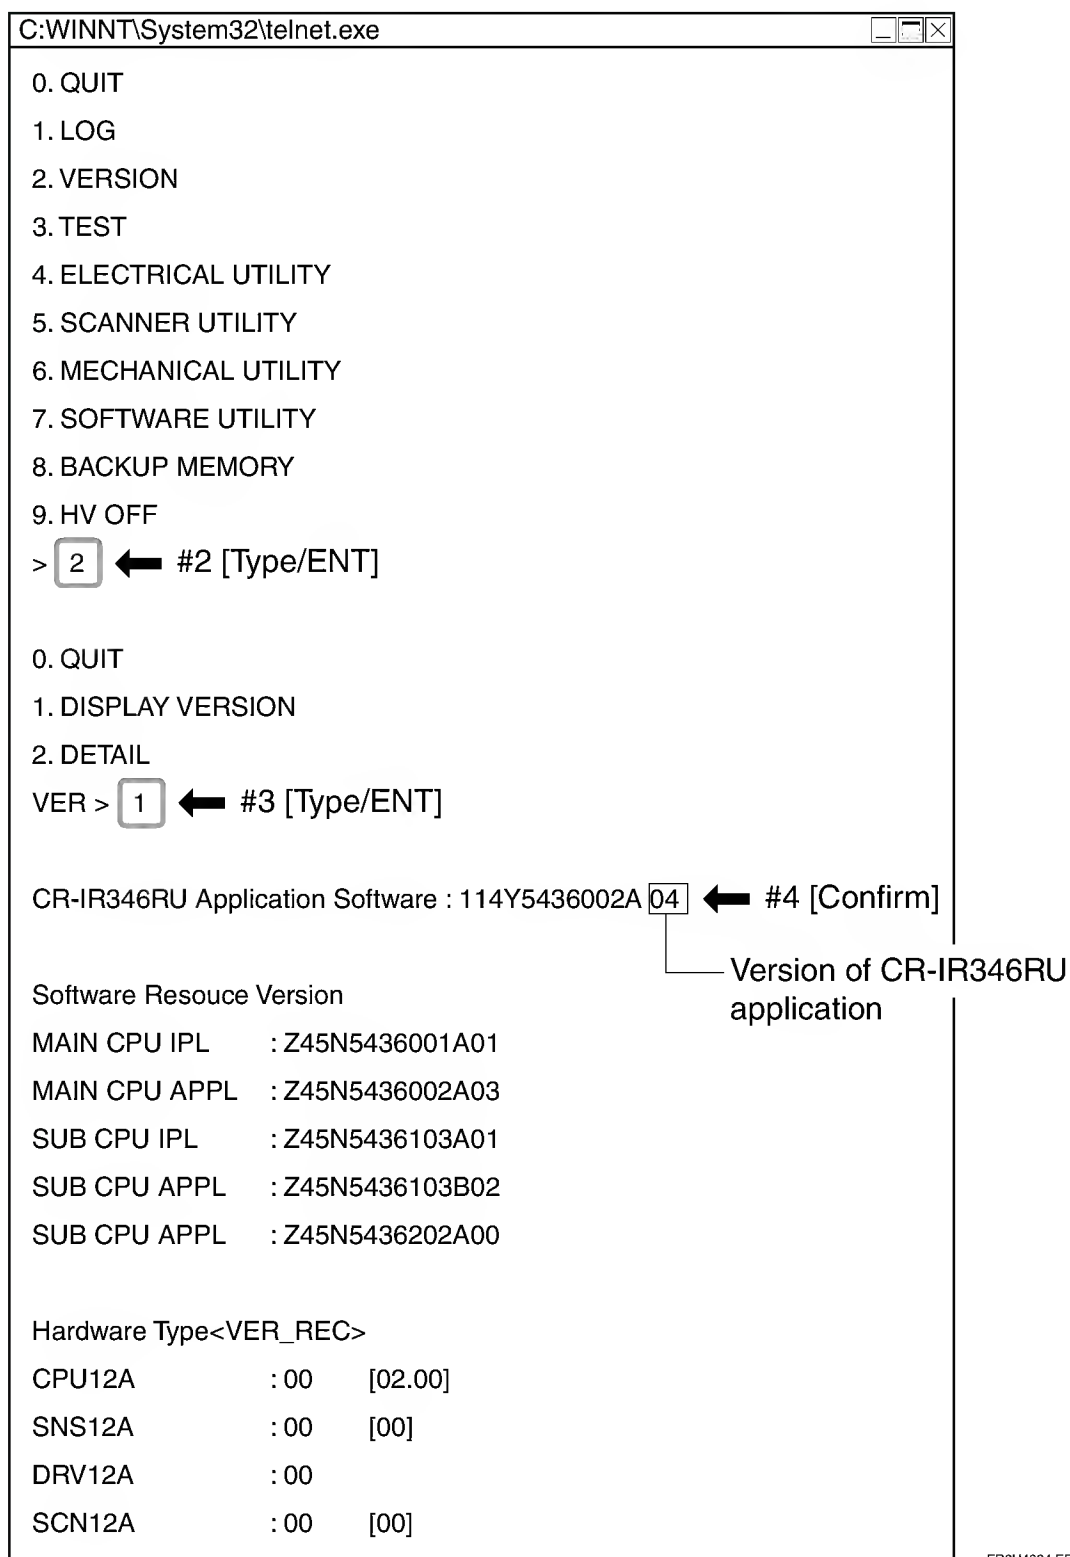 C:WINNT\System32\telnet.exe
0. QUIT
1. LOG
2. VERSION
3. TEST
4. ELECTRICAL UTILITY
5. SCANNER UTILITY
6. MECHANICAL UTILITY
7. SOFTWARE UTILITY
8. BACKUP MEMORY
9. HV OFF
> 2 #2 [Type/ENT]
0. QUIT
1. DISPLAY VERSION
2. DETAIL
VER > 1 #3 [Type/ENT]
CR-IR346RU Application Software : 114Y5436002A 04 #4 [Confirm]
Version of CR-IR346RU
application
Software Resouce Version
MAIN CPU IPL : Z45N5436001A01
MAIN CPU APPL : Z45N5436002A03
SUB CPU IPL : Z45N5436103A01
SUB CPU APPL : Z45N5436103B02
SUB CPU APPL : Z45N5436202A00
Hardware Type<VER_REC>
CPU12A : 00 [02.00]
SNS12A : 00 [00]
DRV12A : 00
SCN12A : 00 [00]